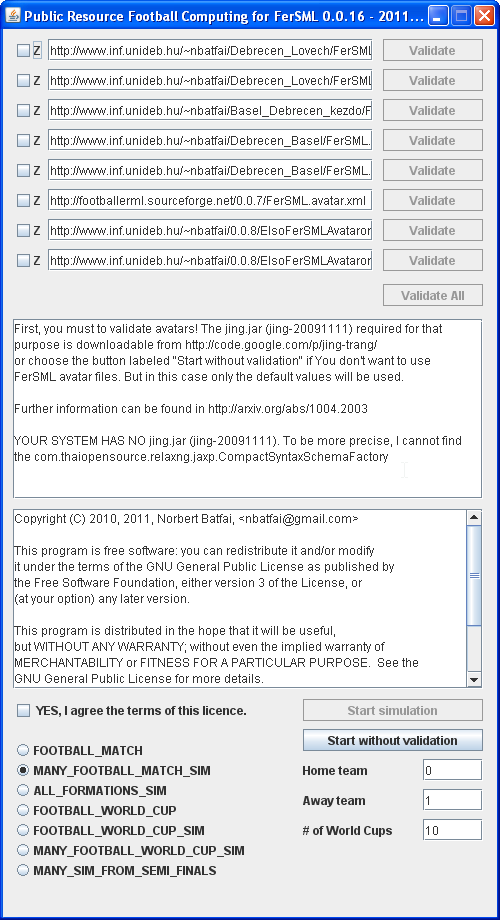 Public Resource Football Computing for FerSML 0.0.16 - 2011...
Z http://www.inf.unideb.hu/~nbatfai/Debrecen_Lovech/FerSML Validate
Z http://www.inf.unideb.hu/~nbatfai/Debrecen_Lovech/FerSML Validate
Z http://www.inf.unideb.hu/~nbatfai/Basel_Debrecen_kezdo/F Validate
Z http://www.inf.unideb.hu/~nbatfai/Debrecen_Basel/FerSML. Validate
Z http://www.inf.unideb.hu/~nbatfai/Debrecen_Basel/FerSML. Validate
Z http://footballerml.sourceforge.net/0.0.7/FerSML.avatar.xml Validate
Z http://www.inf.unideb.hu/~nbatfai/0.0.8/ElsoFerSMLAvataror Validate
Z http://www.inf.unideb.hu/~nbatfai/0.0.8/ElsoFerSMLAvataror Validate
Validate All
First, you must to validate avatars! The jing.jar (jing-20091111) required for that
purpose is downloadable from http://code.google.com/p/jing-trang/
or choose the button labeled "Start without validation" if You don't want to use
FerSML avatar files. But in this case only the default values will be used.
Further information can be found in http://arxiv.org/abs/1004.2003
YOUR SYSTEM HAS NO jing.jar (jing-20091111). To be more precise, I cannot find
the com.thaiopensource.relaxng.jaxp.CompactSyntaxSchemaFactory
Copyright (C) 2010, 2011, Norbert Batfai, <nbatfai@gmail.com>
This program is free software: you can redistribute it and/or modify
it under the terms of the GNU General Public License as published by
the Free Software Foundation, either version 3 of the License, or
(at your option) any later version.
This program is distributed in the hope that it will be useful,
but WITHOUT ANY WARRANTY; without even the implied warranty of
MERCHANTABILITY or FITNESS FOR A PARTICULAR PURPOSE.  See the
GNU General Public License for more details.
YES, I agree the terms of this licence.
Start simulation
Start without validation
FOOTBALL_MATCH
MANY_FOOTBALL_MATCH_SIM
ALL_FORMATIONS_SIM
FOOTBALL_WORLD_CUP
FOOTBALL_WORLD_CUP_SIM
MANY_FOOTBALL_WORLD_CUP_SIM
MANY_SIM_FROM_SEMI_FINALS
Home team 0
Away team 1
# of World Cups 10